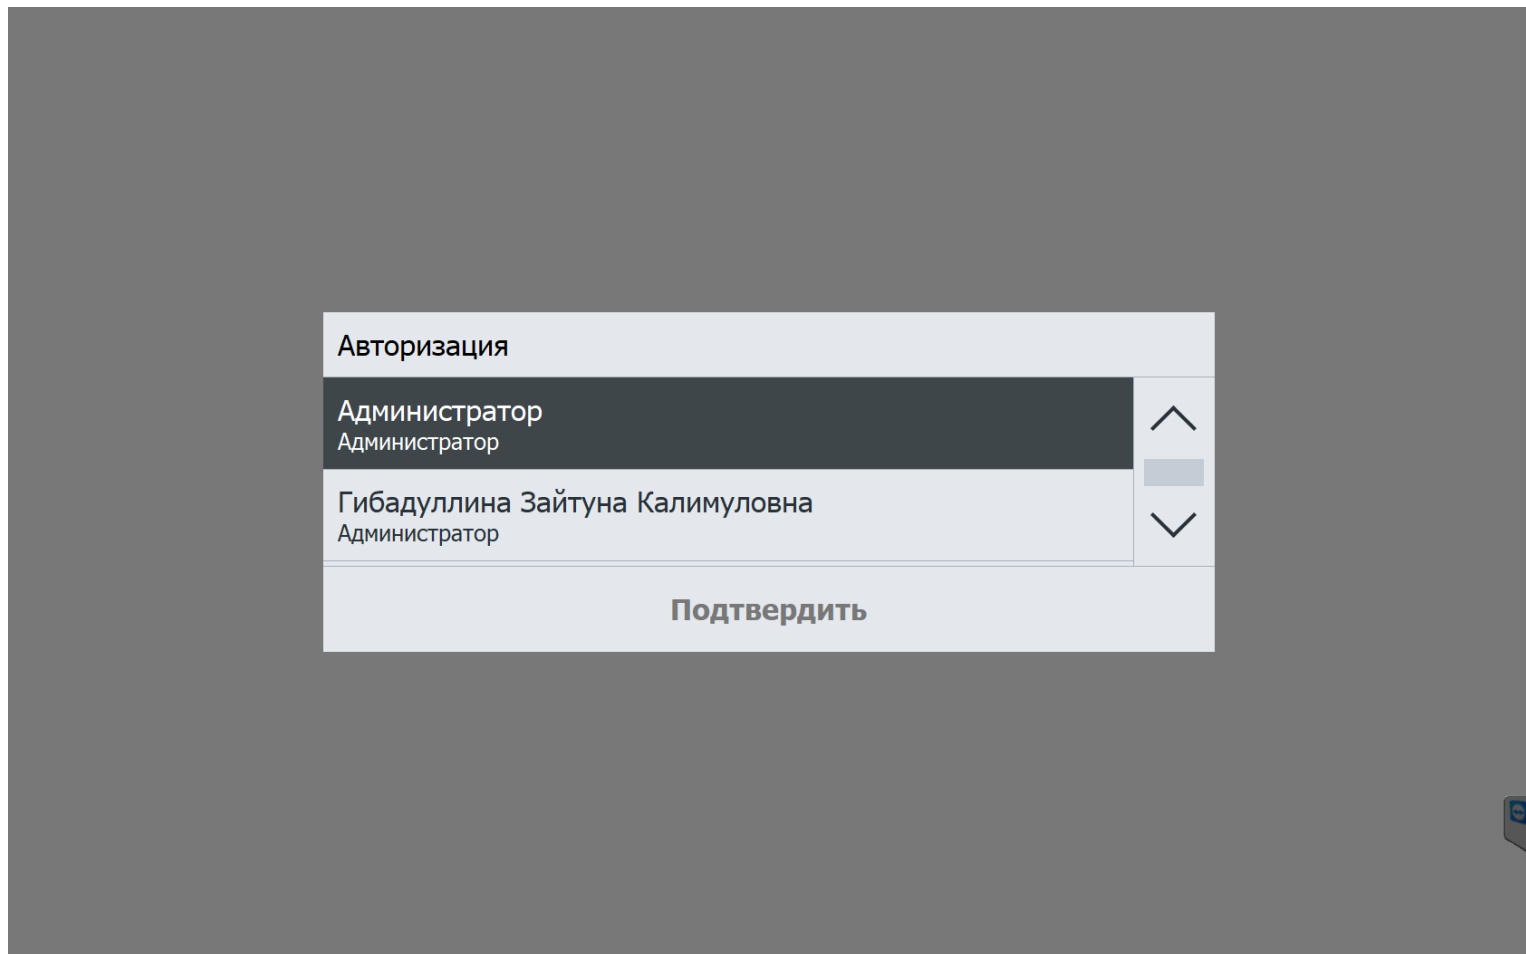 Авторизация
Администратор
Администратор
Гибадуллина Зайтуна Калимуловна
Администратор
Подтвердить